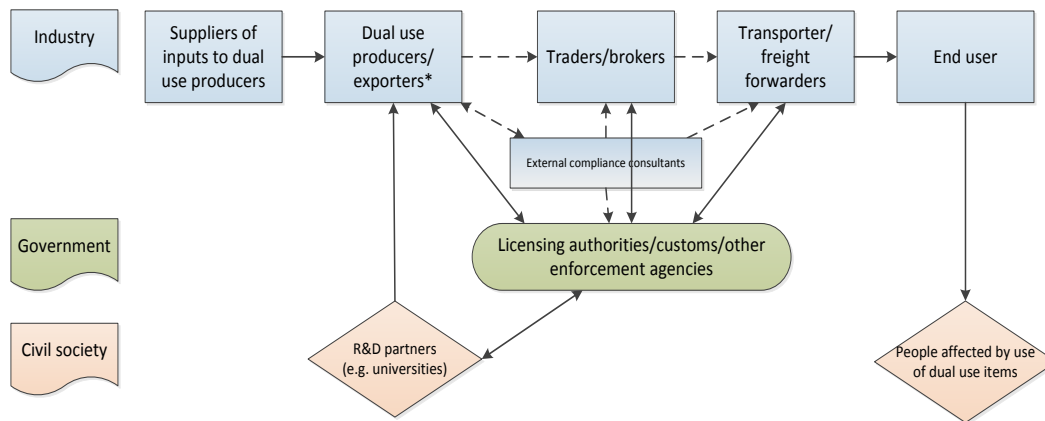 Industry
Suppliers of
inputs to dual
use producers
Dual use
producers/
exporters*
Traders/brokers
Transporter/
freight
forwarders
End user
External compliance consultants
Government
Licensing authorities/customs/other
enforcement agencies
Civil society
R&D partners
(e.g. universities)
People affected by use
of dual use items